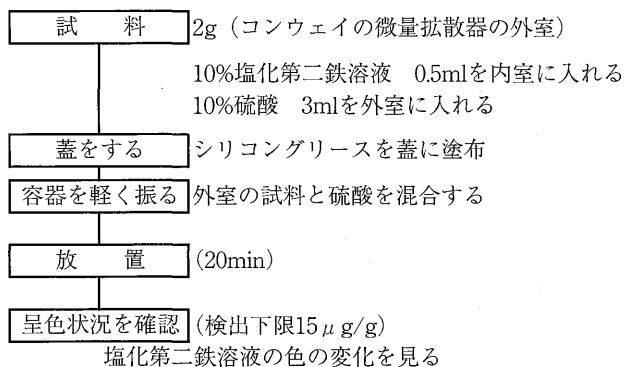 試　料 2g（コンウェイの微量拡散器の外室）
10%塩化第二鉄溶液　0.5mlを内室に入れる
10%硫酸　3mlを外室に入れる
蓋をする シリコングリースを蓋に塗布
容器を軽く振る 外室の試料と硫酸を混合する
放　置 (20min)
呈色状況を確認 (検出下限15μg/g)
塩化第二鉄溶液の色の変化を見る